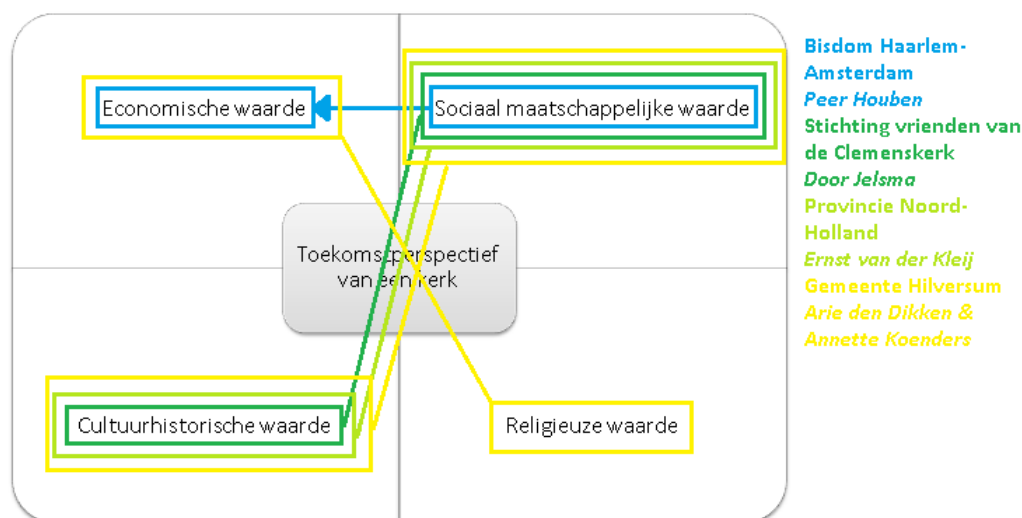 Economische waarde
Sociaal maatschappelijke waarde
Toekomstperspectief
van een kerk
Cultuurhistorische waarde
Religieuze waarde
Bisdom Haarlem-
Amsterdam
Peer Houben
Stichting vrienden van
de Clemenskerk
Door Jelsma
Provincie Noord-
Holland
Ernst van der Kleij
Gemeente Hilversum
Arie den Dikken &
Annette Koenders